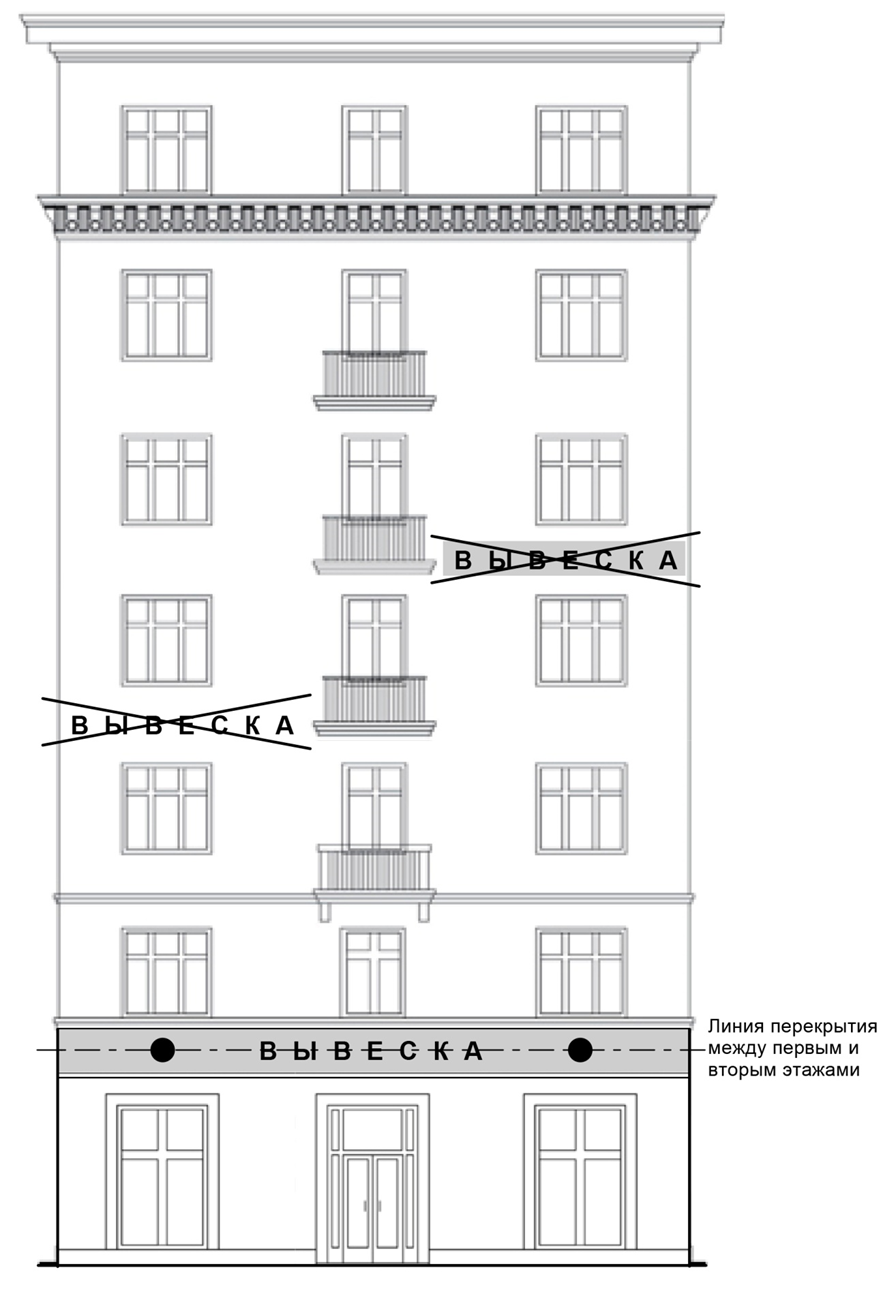 ВЫВЕСКА
ВЫВЕСКА
Линия перекрытия
между первым и
вторым этажами
ВЫВЕСКА